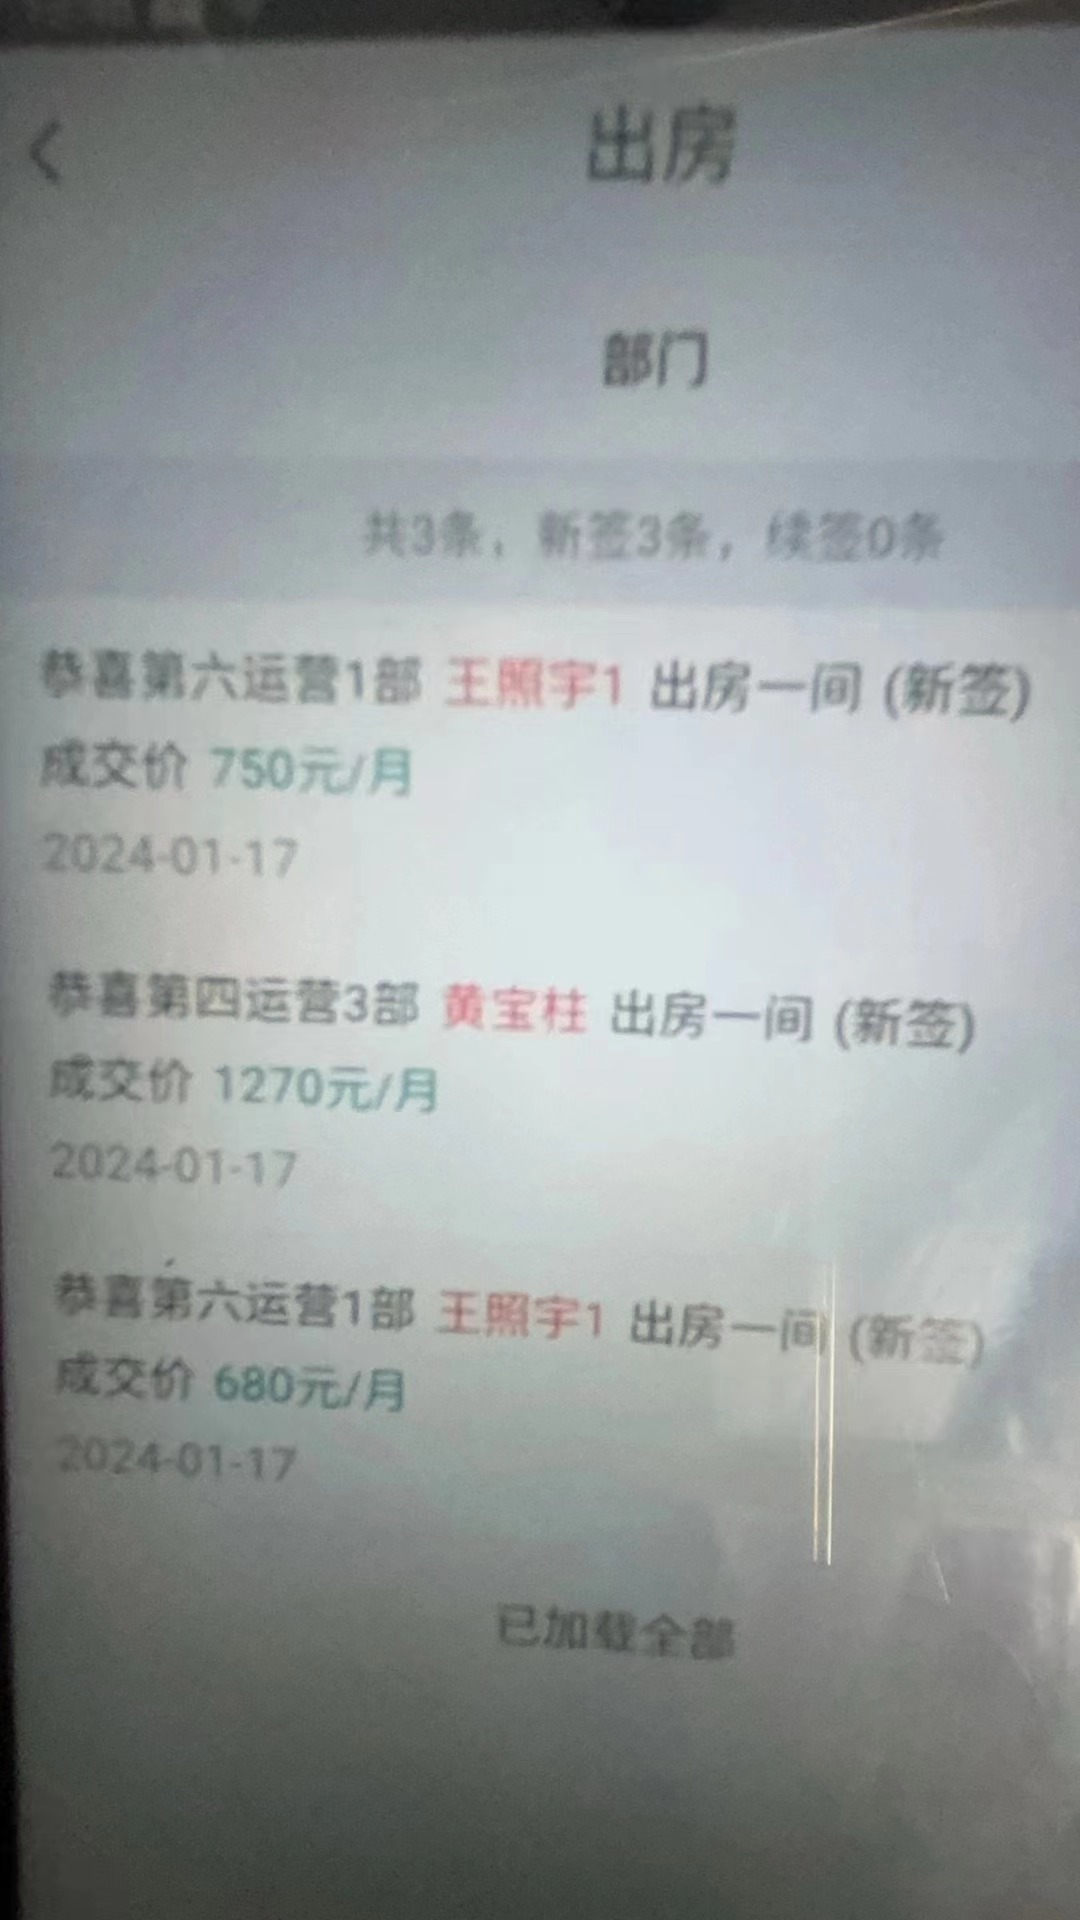 出房
部门
共3条，新签3条，续签0条
恭喜第六运营1部 王照宇1 出房一间 (新签)
成交价 750元/月
2024-01-17
恭喜第四运营3部 黄宝柱 出房一间 (新签)
成交价 1270元/月
2024-01-17
恭喜第六运营1部 王照宇1 出房一间 (新签)
成交价 680元/月
2024-01-17
已加载全部